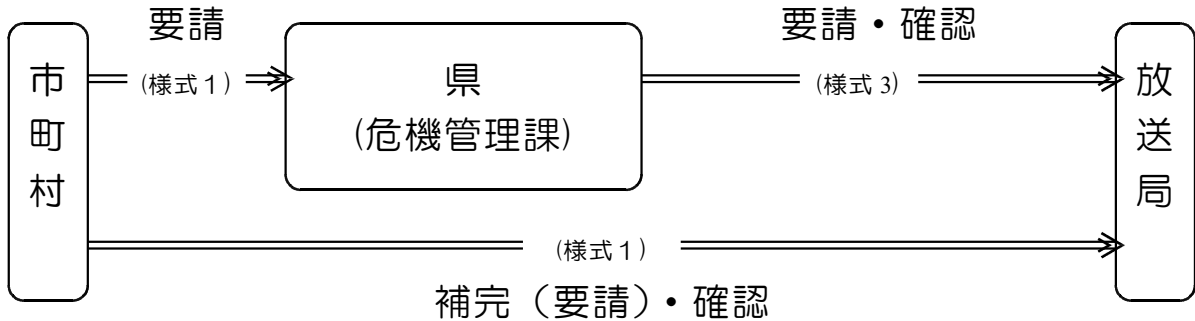 要請
要請・確認
市町村
(様式１)
県
(危機管理課)
(様式 3)
放送局
(様式１)
補完（要請）・確認